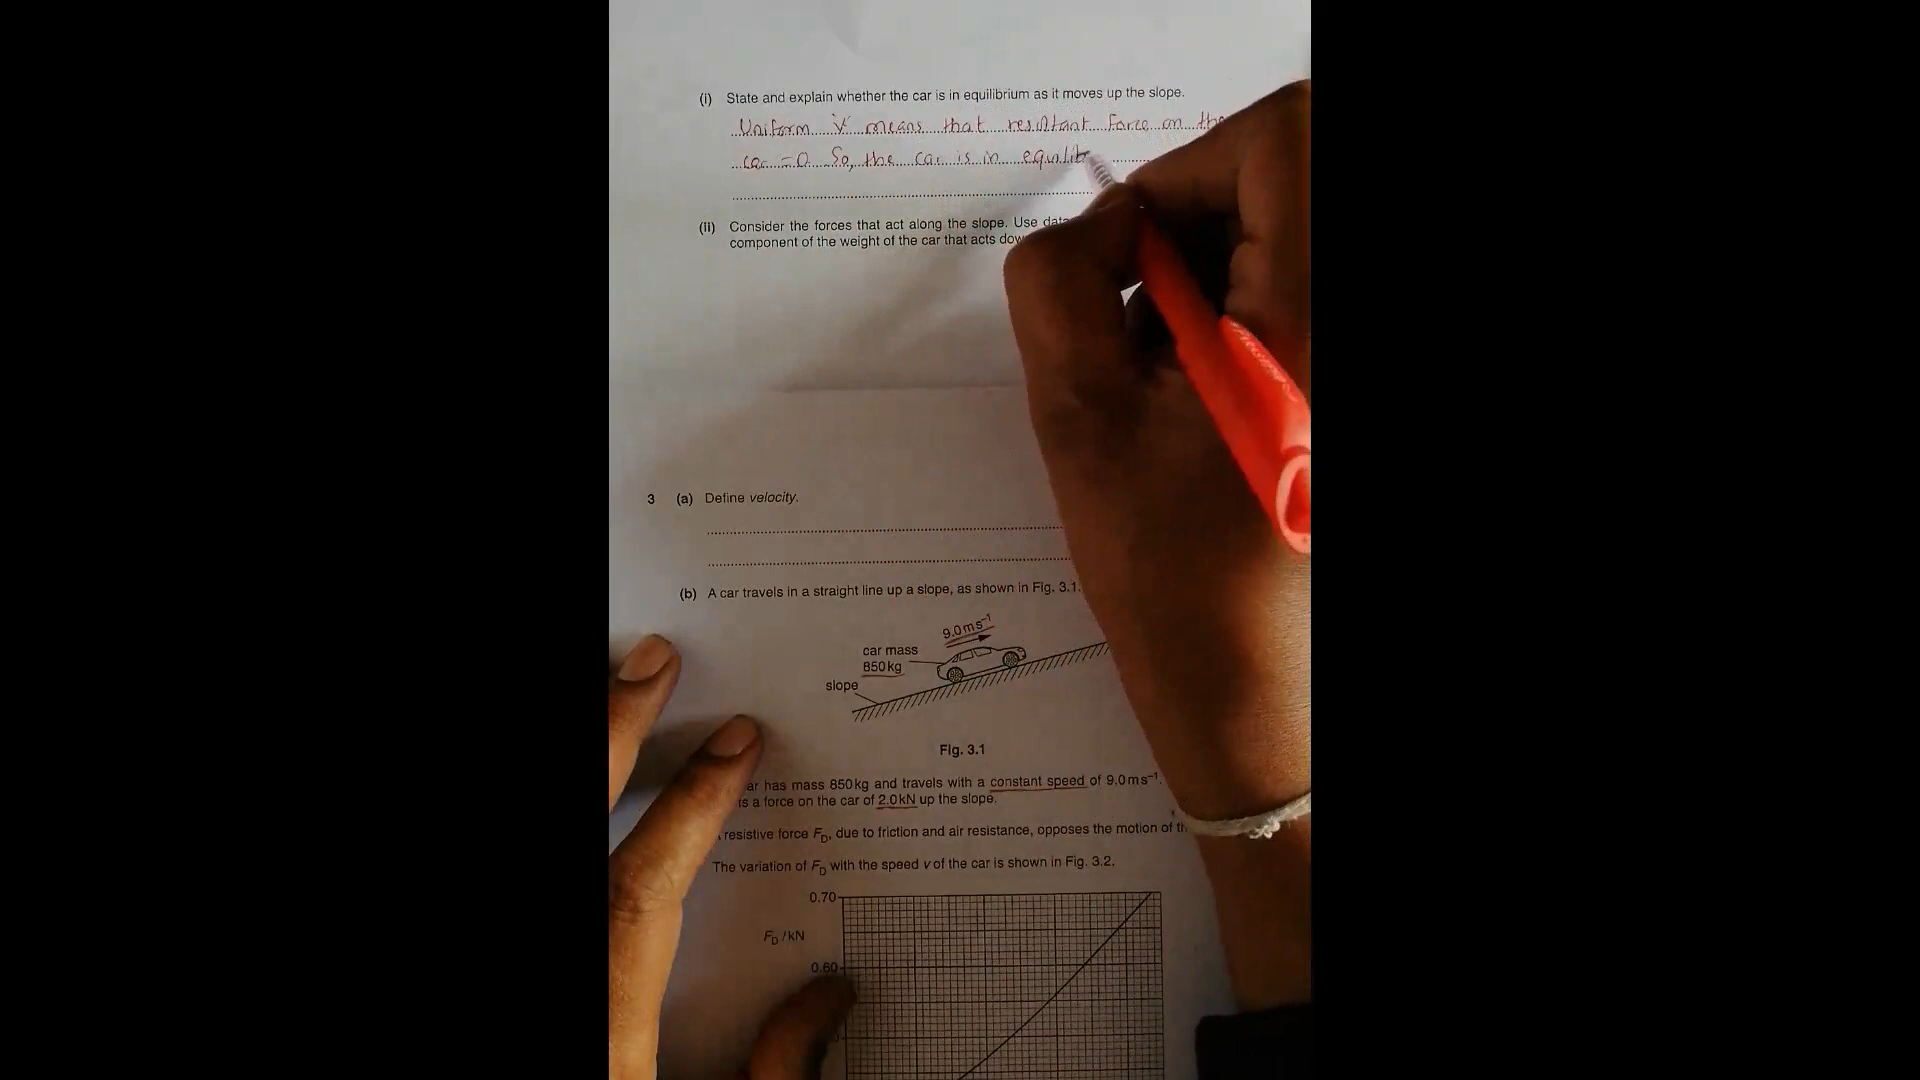 (i) State and explain whether the car is in equilibrium as it moves up the slope.
Uniform 'v' means that resultant Force on the
car = 0. So, the car is in equilib
(ii) Consider the forces that act along the slope. Use data
component of the weight of the car that acts dow
3 (a) Define velocity.
(b) A car travels in a straight line up a slope, as shown in Fig. 3.1.
9.0 m s⁻¹
car mass
850 kg
slope
Fig. 3.1
ar has mass 850 kg and travels with a constant speed of 9.0 m s⁻¹.
is a force on the car of 2.0 kN up the slope.
resistive force F_D, due to friction and air resistance, opposes the motion of th
The variation of F_D with the speed v of the car is shown in Fig. 3.2.
0.70
F_D / kN
0.60